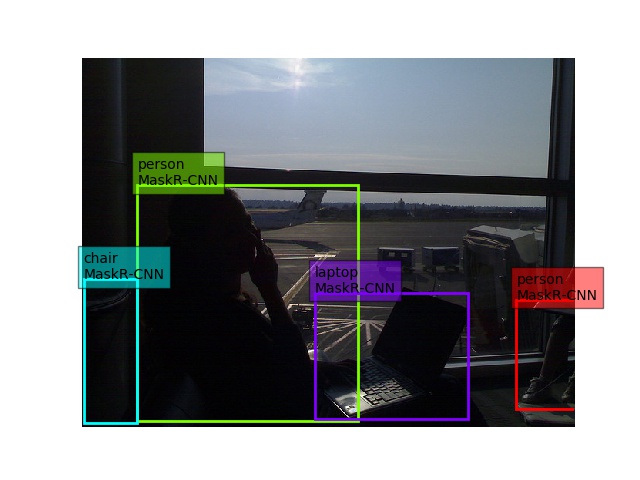 person
MaskR-CNN
chair
MaskR-CNN
laptop
MaskR-CNN
person
MaskR-CNN